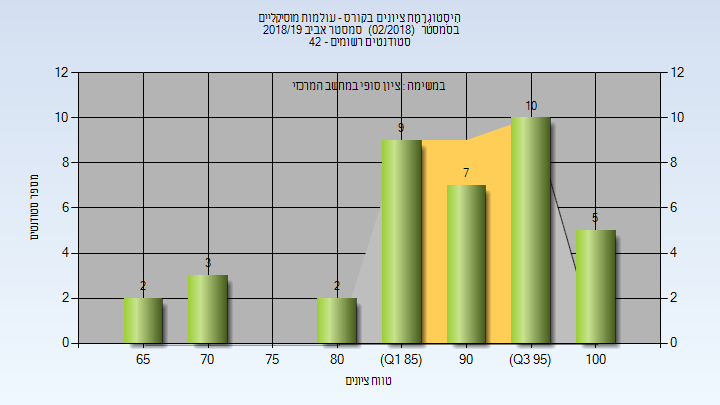 היסטוגרמת ציונים בקורס - עולמות מוסיקליים
בסמסטר (02/2018) סמסטר אביב 2018/19
סטודנטים רשומים - 42
במשימה : ציון סופי במחשב המרכזי
12 12
10 10
8 8
6 6
4 4
2 2
0 0
2 3 2 9 7 10 5
מספר סטודנטים
65 70 75 80 (Q1 85) 90 (Q3 95) 100
טווח ציונים